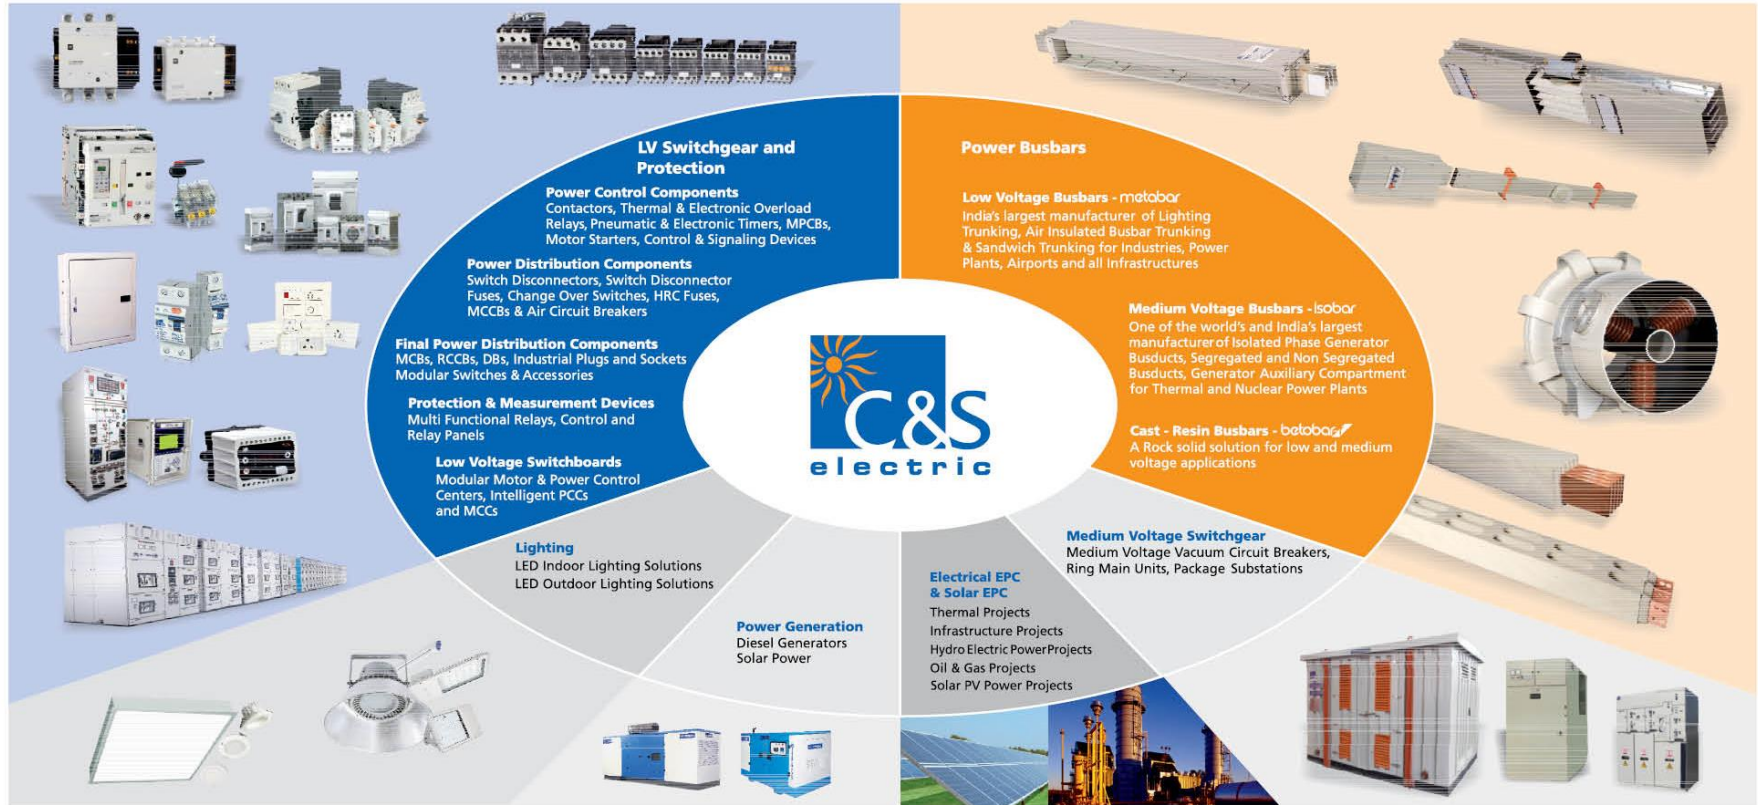 LV Switchgear and
Protection
Power Control Components
Contactors, Thermal & Electronic Overload
Relays, Pneumatic & Electronic Timers, MPCBs,
Motor Starters, Control & Signaling Devices
Power Distribution Components
Switch Disconnectors, Switch Disconnector
Fuses, Change Over Switches, HRC Fuses,
MCCBs & Air Circuit Breakers
Final Power Distribution Components
MCBs, RCCBs, DBs, Industrial Plugs and Sockets
Modular Switches & Accessories
Protection & Measurement Devices
Multi Functional Relays, Control and
Relay Panels
Low Voltage Switchboards
Modular Motor & Power Control
Centers, Intelligent PCCs
and MCCs
Power Busbars
Low Voltage Busbars - metabar
India's largest manufacturer of Lighting
Trunking, Air Insulated Busbar Trunking
& Sandwich Trunking for Industries, Power
Plants, Airports and all Infrastructures
Medium Voltage Busbars - isobar
One of the world's and India's largest
manufacturer of Isolated Phase Generator
Busducts, Segregated and Non Segregated
Busducts, Generator Auxiliary Compartment
for Thermal and Nuclear Power Plants
Cast - Resin Busbars - betobar
A Rock solid solution for low and medium
voltage applications
C&S
electric
Lighting
LED Indoor Lighting Solutions
LED Outdoor Lighting Solutions
Power Generation
Diesel Generators
Solar Power
Electrical EPC
& Solar EPC
Thermal Projects
Infrastructure Projects
Hydro Electric Power Projects
Oil & Gas Projects
Solar PV Power Projects
Medium Voltage Switchgear
Medium Voltage Vacuum Circuit Breakers,
Ring Main Units, Package Substations